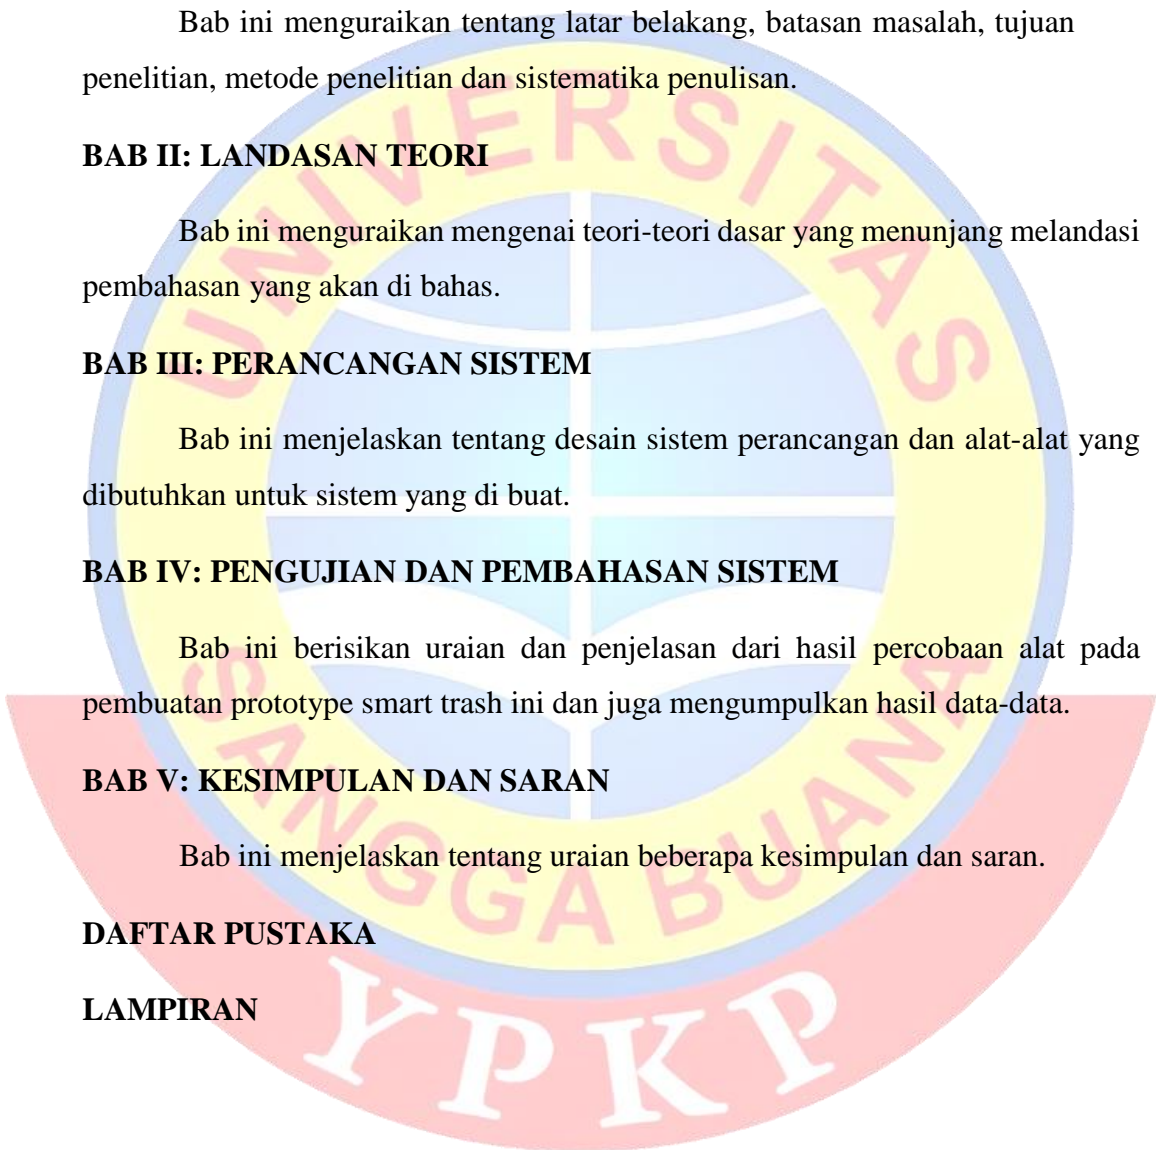 Bab ini menguraikan tentang latar belakang, batasan masalah, tujuan
penelitian, metode penelitian dan sistematika penulisan.
BAB II: LANDASAN TEORI
Bab ini menguraikan mengenai teori-teori dasar yang menunjang melandasi
pembahasan yang akan di bahas.
BAB III: PERANCANGAN SISTEM
Bab ini menjelaskan tentang desain sistem perancangan dan alat-alat yang
dibutuhkan untuk sistem yang di buat.
BAB IV: PENGUJIAN DAN PEMBAHASAN SISTEM
Bab ini berisikan uraian dan penjelasan dari hasil percobaan alat pada
pembuatan prototype smart trash ini dan juga mengumpulkan hasil data-data.
BAB V: KESIMPULAN DAN SARAN
Bab ini menjelaskan tentang uraian beberapa kesimpulan dan saran.
DAFTAR PUSTAKA
LAMPIRAN
UNIVERSITAS
SANGGA BUANA
YPKP